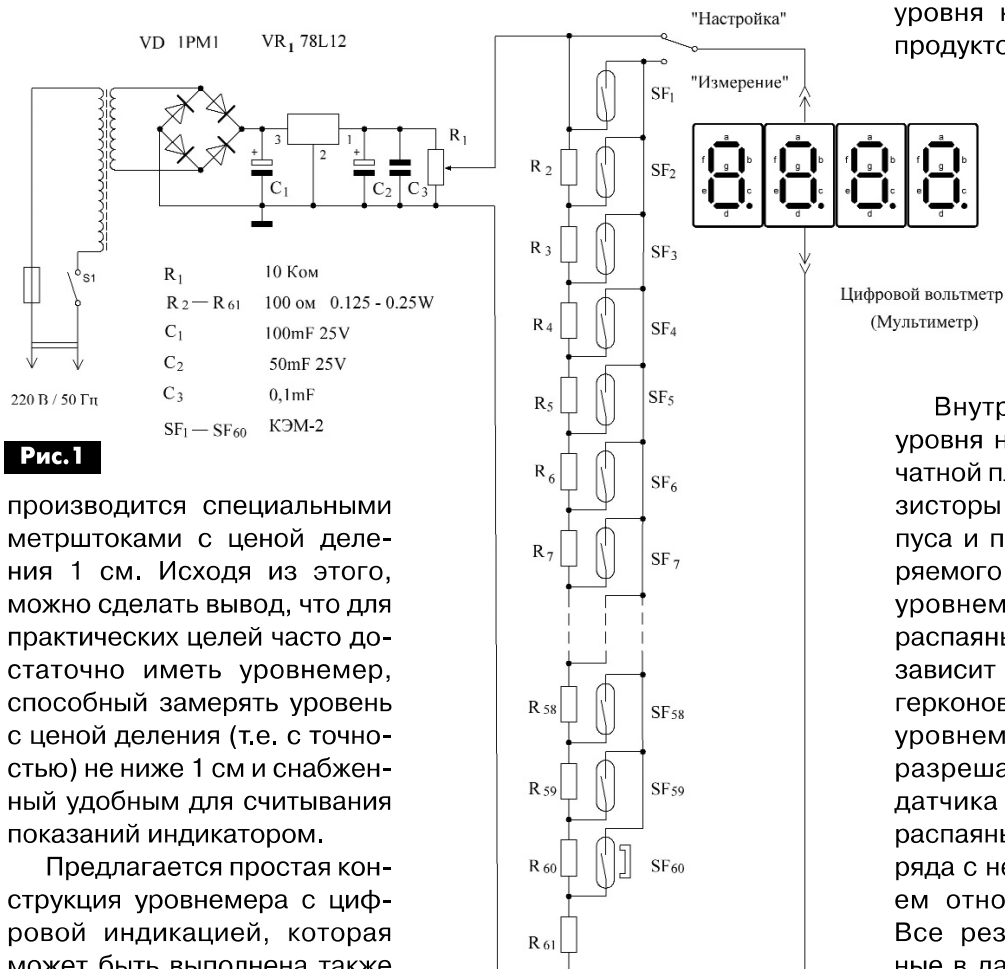 уровня
"Настройка"
продукто
VD 1PM1 VR1 78L12
"Измерение"
SF1
3 1
2
+ +
R1
C1 C2 C3
R2 SF2
a a a a
f b f b f b f b
g g g g
e c e c e c e c
d d d d
R3 SF3
S1
R1 10 Ком
R2 — R61 100 ом 0.125 - 0.25W
C1 100mF 25V
C2 50mF 25V
C3 0,1mF
SF1 — SF60 КЭМ-2
220 В / 50 Гц
Цифровой вольтметр
(Мультиметр)
R4 SF4
R5 SF5
R6 SF6
R7 SF7
R58 SF58
R59 SF59
R60 SF60
R61
Рис.1
производится специальными
метрштоками с ценой деле-
ния 1 см. Исходя из этого,
можно сделать вывод, что для
практических целей часто до-
статочно иметь уровнемер,
способный замерять уровень
с ценой деления (т.е. с точно-
стью) не ниже 1 см и снабжен-
ный удобным для считывания
показаний индикатором.
Предлагается простая кон-
струкция уровнемера с циф-
ровой индикацией, которая
может быть выполнена также
Внутр
уровня н
чатной пл
зисторы
пуса и п
ряемого
уровнем
распаяны
зависит
герконов
уровнем
разреша
датчика
распаяны
ряда с не
ем отно
Все рез
ные в да